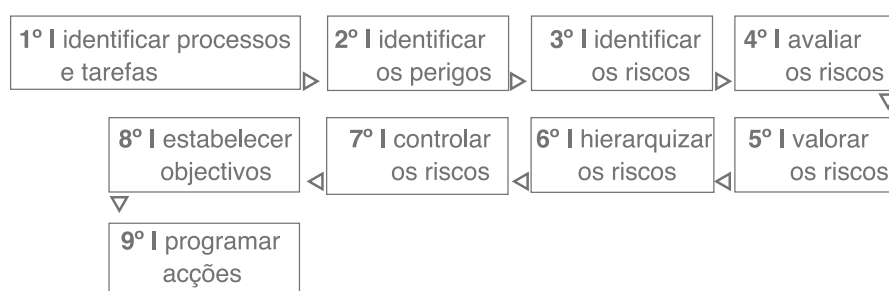 1º | identificar processos
e tarefas
2º | identificar
os perigos
3º | identificar
os riscos
4º | avaliar
os riscos
5º | valorar
os riscos
6º | hierarquizar
os riscos
7º | controlar
os riscos
8º | estabelecer
objectivos
9º | programar
acções